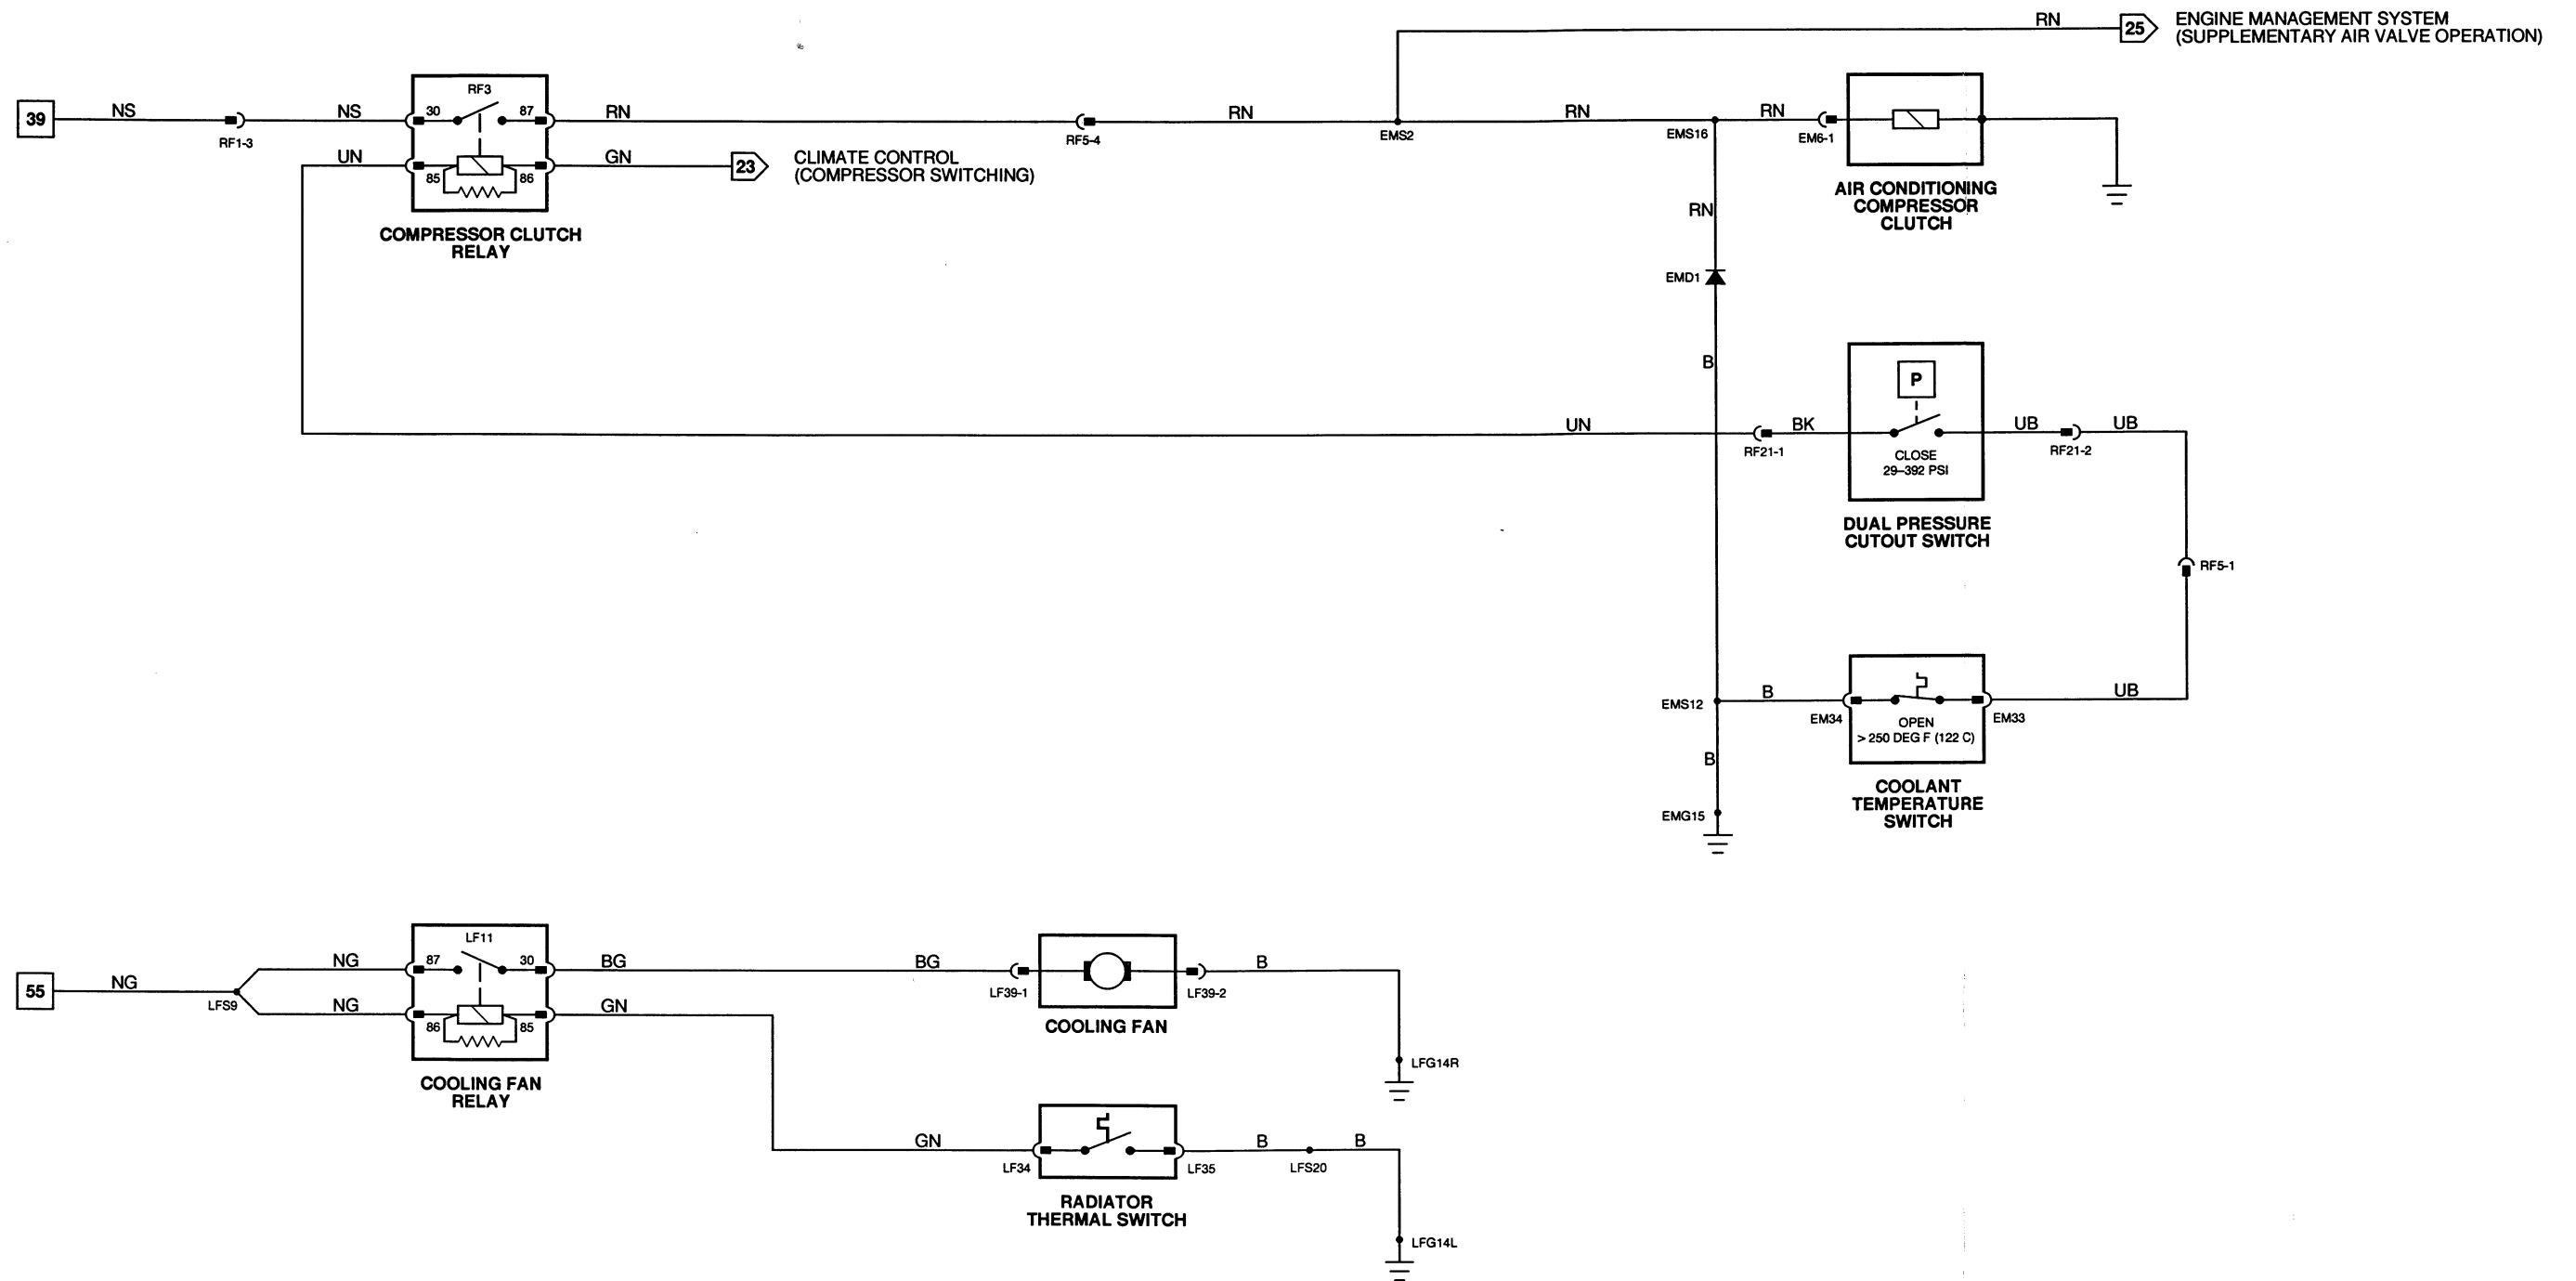 RN
25
ENGINE MANAGEMENT SYSTEM
(SUPPLEMENTARY AIR VALVE OPERATION)
39
NS
RF1-3
NS
RF3
30
87
85
86
UN
COMPRESSOR CLUTCH
RELAY
RN
GN
23
CLIMATE CONTROL
(COMPRESSOR SWITCHING)
RF5-4
RN
EMS2
RN
EMS16
RN
EM6-1
AIR CONDITIONING
COMPRESSOR
CLUTCH
RN
EMD1
B
P
UN
RF21-1
BK
CLOSE
29–392 PSI
UB
RF21-2
UB
DUAL PRESSURE
CUTOUT SWITCH
RF5-1
EMS12
B
EM34
OPEN
> 250 DEG F (122 C)
EM33
UB
B
EMG15
COOLANT
TEMPERATURE
SWITCH
55
NG
LFS9
NG
NG
LF11
87
30
86
85
COOLING FAN
RELAY
BG
BG
LF39-1
LF39-2
B
COOLING FAN
GN
LFG14R
GN
LF34
LF35
B
LFS20
B
RADIATOR
THERMAL SWITCH
LFG14L